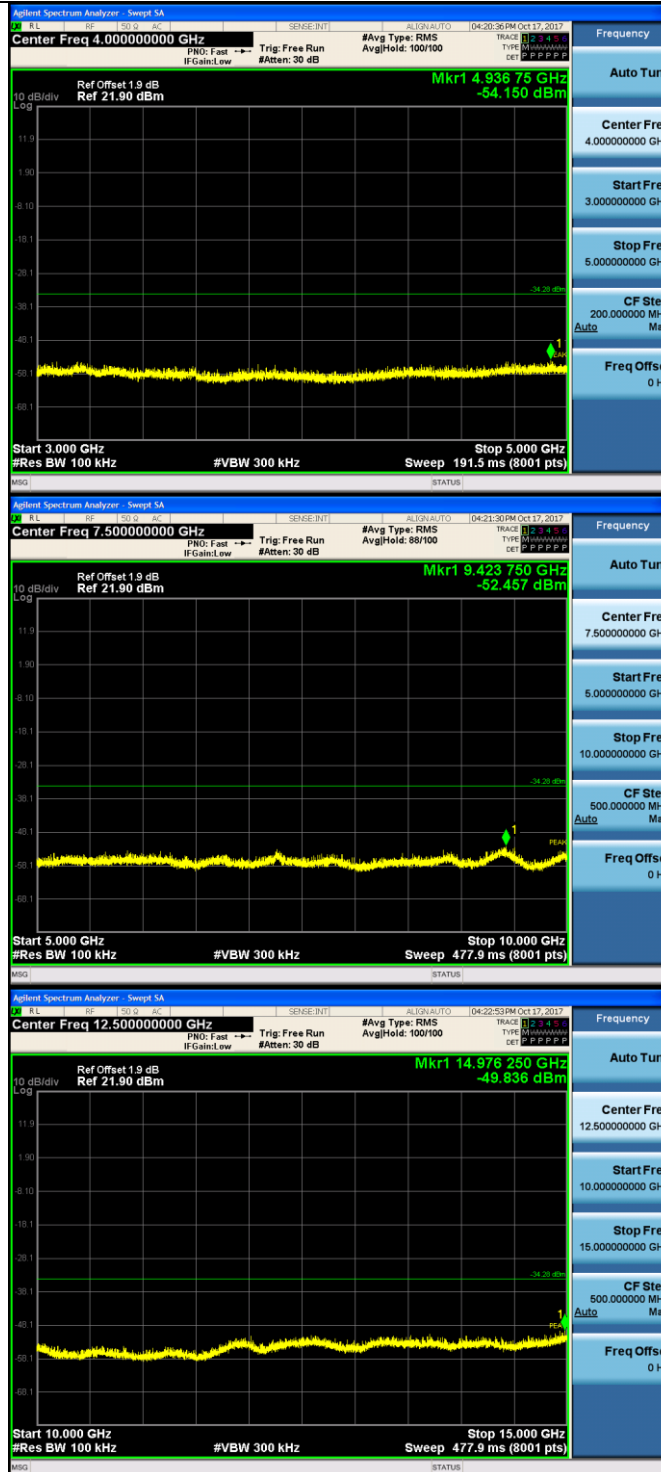 Agilent Spectrum Analyzer - Swept SA
RL RF 50 Ω AC SENSE:INT ALIGNAUTO 04:20:36 PM Oct 17, 2017
Center Freq 4.000000000 GHz
#Avg Type: RMS
TRACE 1 2 3 4 5 6
PNO: Fast Trig: Free Run Avg|Hold: 100/100 TYPE M
IFGain:Low #Atten: 30 dB DET P P P P P P
Frequency
Auto Tun
Mkr1 4.936 75 GHz
Ref Offset 1.9 dB
10 dB/div Ref 21.90 dBm -54.150 dBm
Log
11.9
1.90
-8.10
-18.1
-28.1
-34.28 dBm
-38.1
-48.1
1
-58.1
-68.1
Center Fre
4.000000000 GH
Start Fre
3.000000000 GH
Stop Fre
5.000000000 GH
CF Ste
200.000000 MH
Auto Ma
Freq Offse
0 H
Start 3.000 GHz Stop 5.000 GHz
#Res BW 100 kHz #VBW 300 kHz Sweep 191.5 ms (8001 pts)
MSG STATUS
Agilent Spectrum Analyzer - Swept SA
RL RF 50 Ω AC SENSE:INT ALIGNAUTO 04:21:30 PM Oct 17, 2017
Center Freq 7.500000000 GHz
#Avg Type: RMS
TRACE 1 2 3 4 5 6
PNO: Fast Trig: Free Run Avg|Hold: 88/100 TYPE M
IFGain:Low #Atten: 30 dB DET P P P P P P
Frequency
Auto Tun
Mkr1 9.423 750 GHz
Ref Offset 1.9 dB
10 dB/div Ref 21.90 dBm -52.457 dBm
Log
11.9
1.90
-8.10
-18.1
-28.1
-34.28 dBm
-38.1
-48.1
1
PEAK
-58.1
-68.1
Center Fre
7.500000000 GH
Start Fre
5.000000000 GH
Stop Fre
10.000000000 GH
CF Ste
500.000000 MH
Auto Ma
Freq Offse
0 H
Start 5.000 GHz Stop 10.000 GHz
#Res BW 100 kHz #VBW 300 kHz Sweep 477.9 ms (8001 pts)
MSG STATUS
Agilent Spectrum Analyzer - Swept SA
RL RF 50 Ω AC SENSE:INT ALIGNAUTO 04:22:53 PM Oct 17, 2017
Center Freq 12.500000000 GHz
#Avg Type: RMS
TRACE 1 2 3 4 5 6
PNO: Fast Trig: Free Run Avg|Hold: 100/100 TYPE M
IFGain:Low #Atten: 30 dB DET P P P P P P
Frequency
Auto Tun
Mkr1 14.976 250 GHz
Ref Offset 1.9 dB
10 dB/div Ref 21.90 dBm -49.836 dBm
Log
11.9
1.90
-8.10
-18.1
-28.1
-34.28 dBm
-38.1
-48.1
1
-58.1
-68.1
Center Fre
12.500000000 GH
Start Fre
10.000000000 GH
Stop Fre
15.000000000 GH
CF Ste
500.000000 MH
Auto Ma
Freq Offse
0 H
Start 10.000 GHz Stop 15.000 GHz
#Res BW 100 kHz #VBW 300 kHz Sweep 477.9 ms (8001 pts)
MSG STATUS